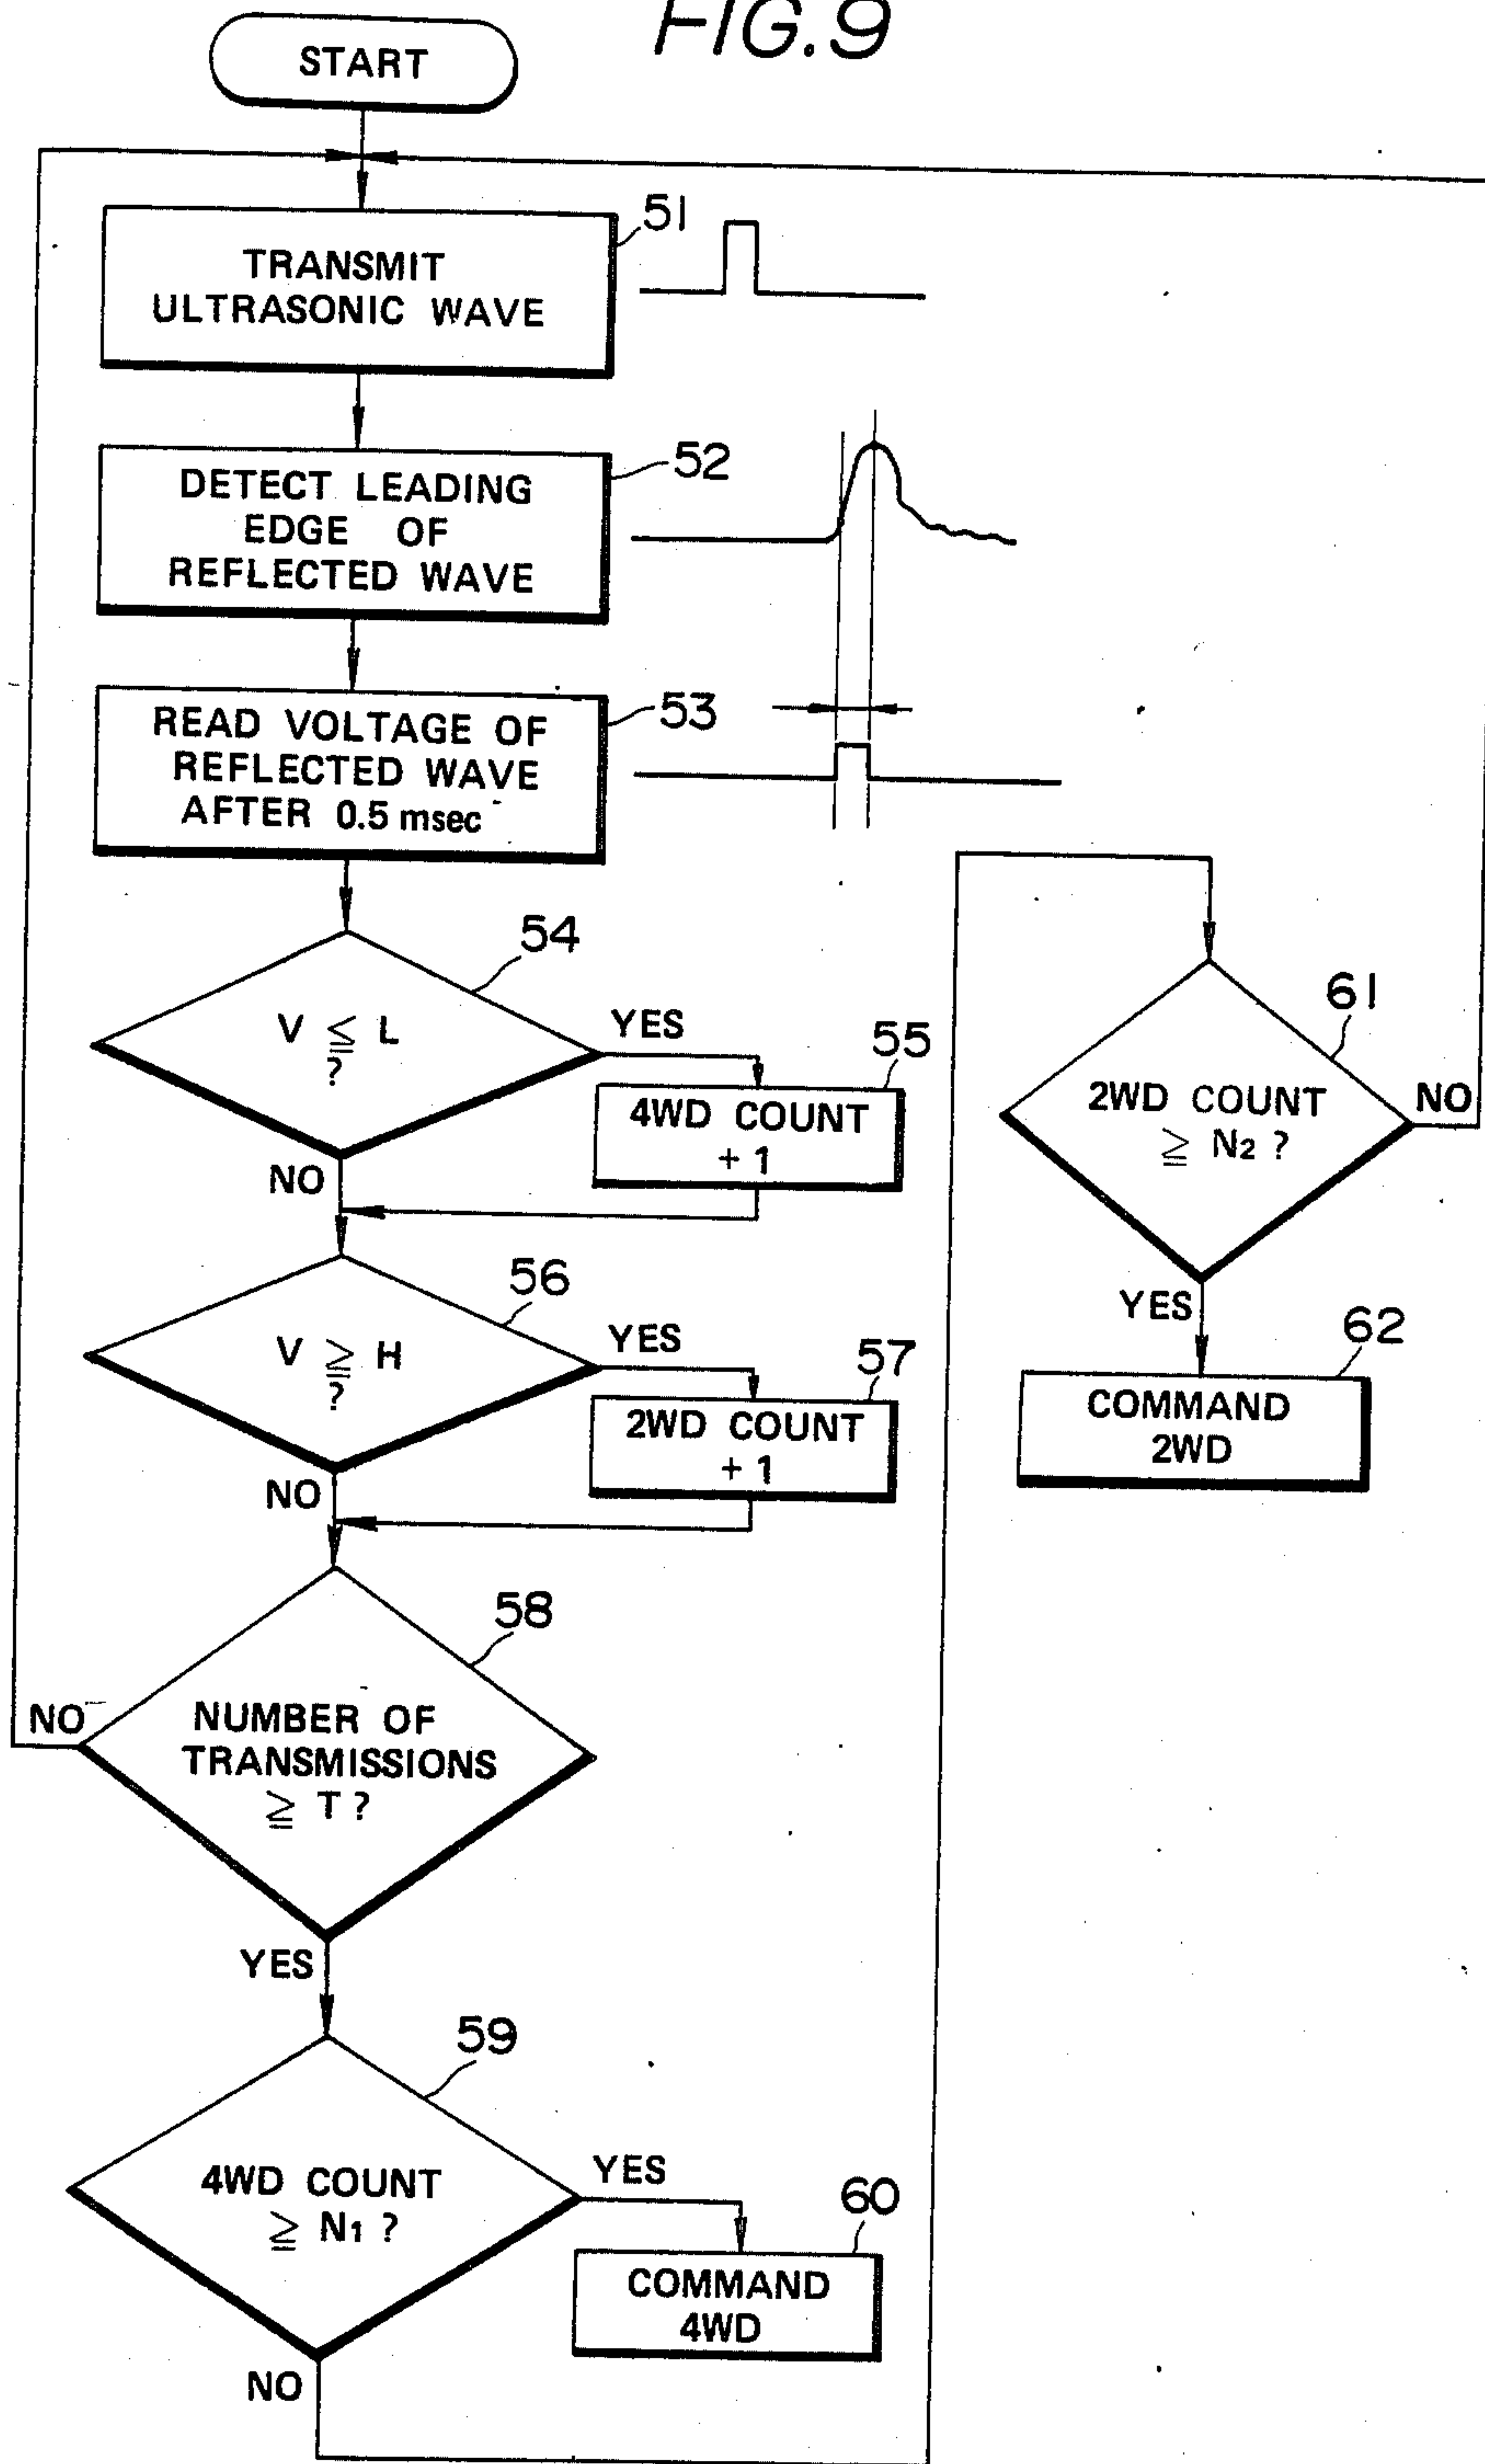 FIG.9
START
51
TRANSMIT
ULTRASONIC WAVE
52
DETECT LEADING
EDGE OF
REFLECTED WAVE
53
READ VOLTAGE OF
REFLECTED WAVE
AFTER 0.5 msec
54
V ≦ L
?
YES
55
4WD COUNT
+ 1
NO
56
V ≧ H
?
YES
57
2WD COUNT
+ 1
NO
58
NUMBER OF
TRANSMISSIONS
≧ T ?
NO
YES
59
4WD COUNT
≧ N1 ?
YES
60
COMMAND
4WD
NO
61
2WD COUNT
≧ N2 ?
NO
YES
62
COMMAND
2WD